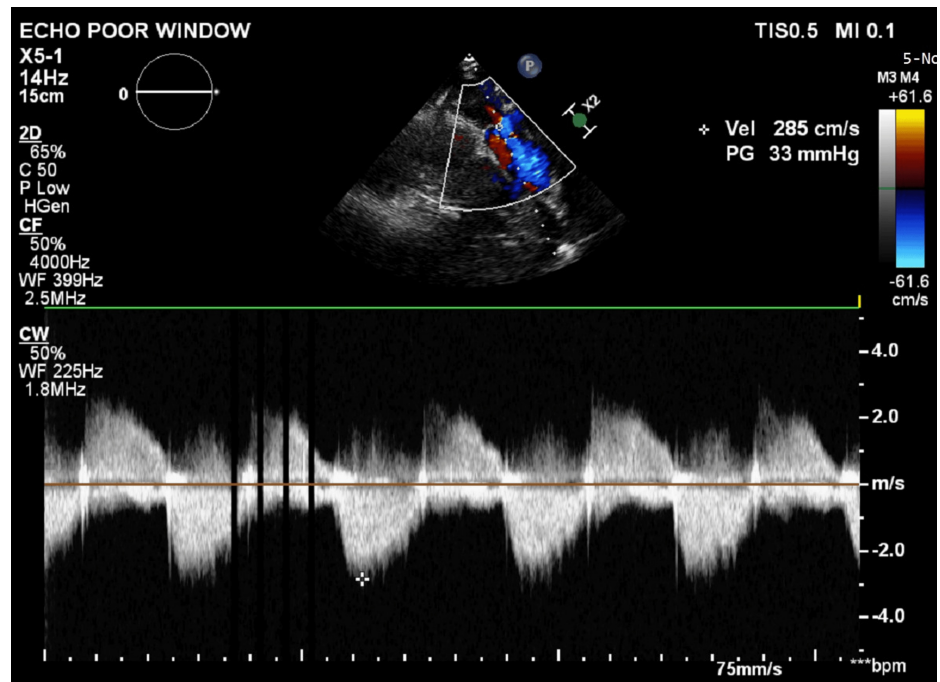 ECHO POOR WINDOW
TIS0.5 MI 0.1
X5-1
14Hz
15cm
0
P
X2
5-No
M3 M4
+61.6
Vel 285 cm/s
PG 33 mmHg
2D
65%
C 50
P Low
HGen
CF
50%
4000Hz
WF 399Hz
2.5MHz
-61.6
cm/s
CW
50%
WF 225Hz
1.8MHz
4.0
2.0
m/s
-2.0
-4.0
75mm/s
***bpm